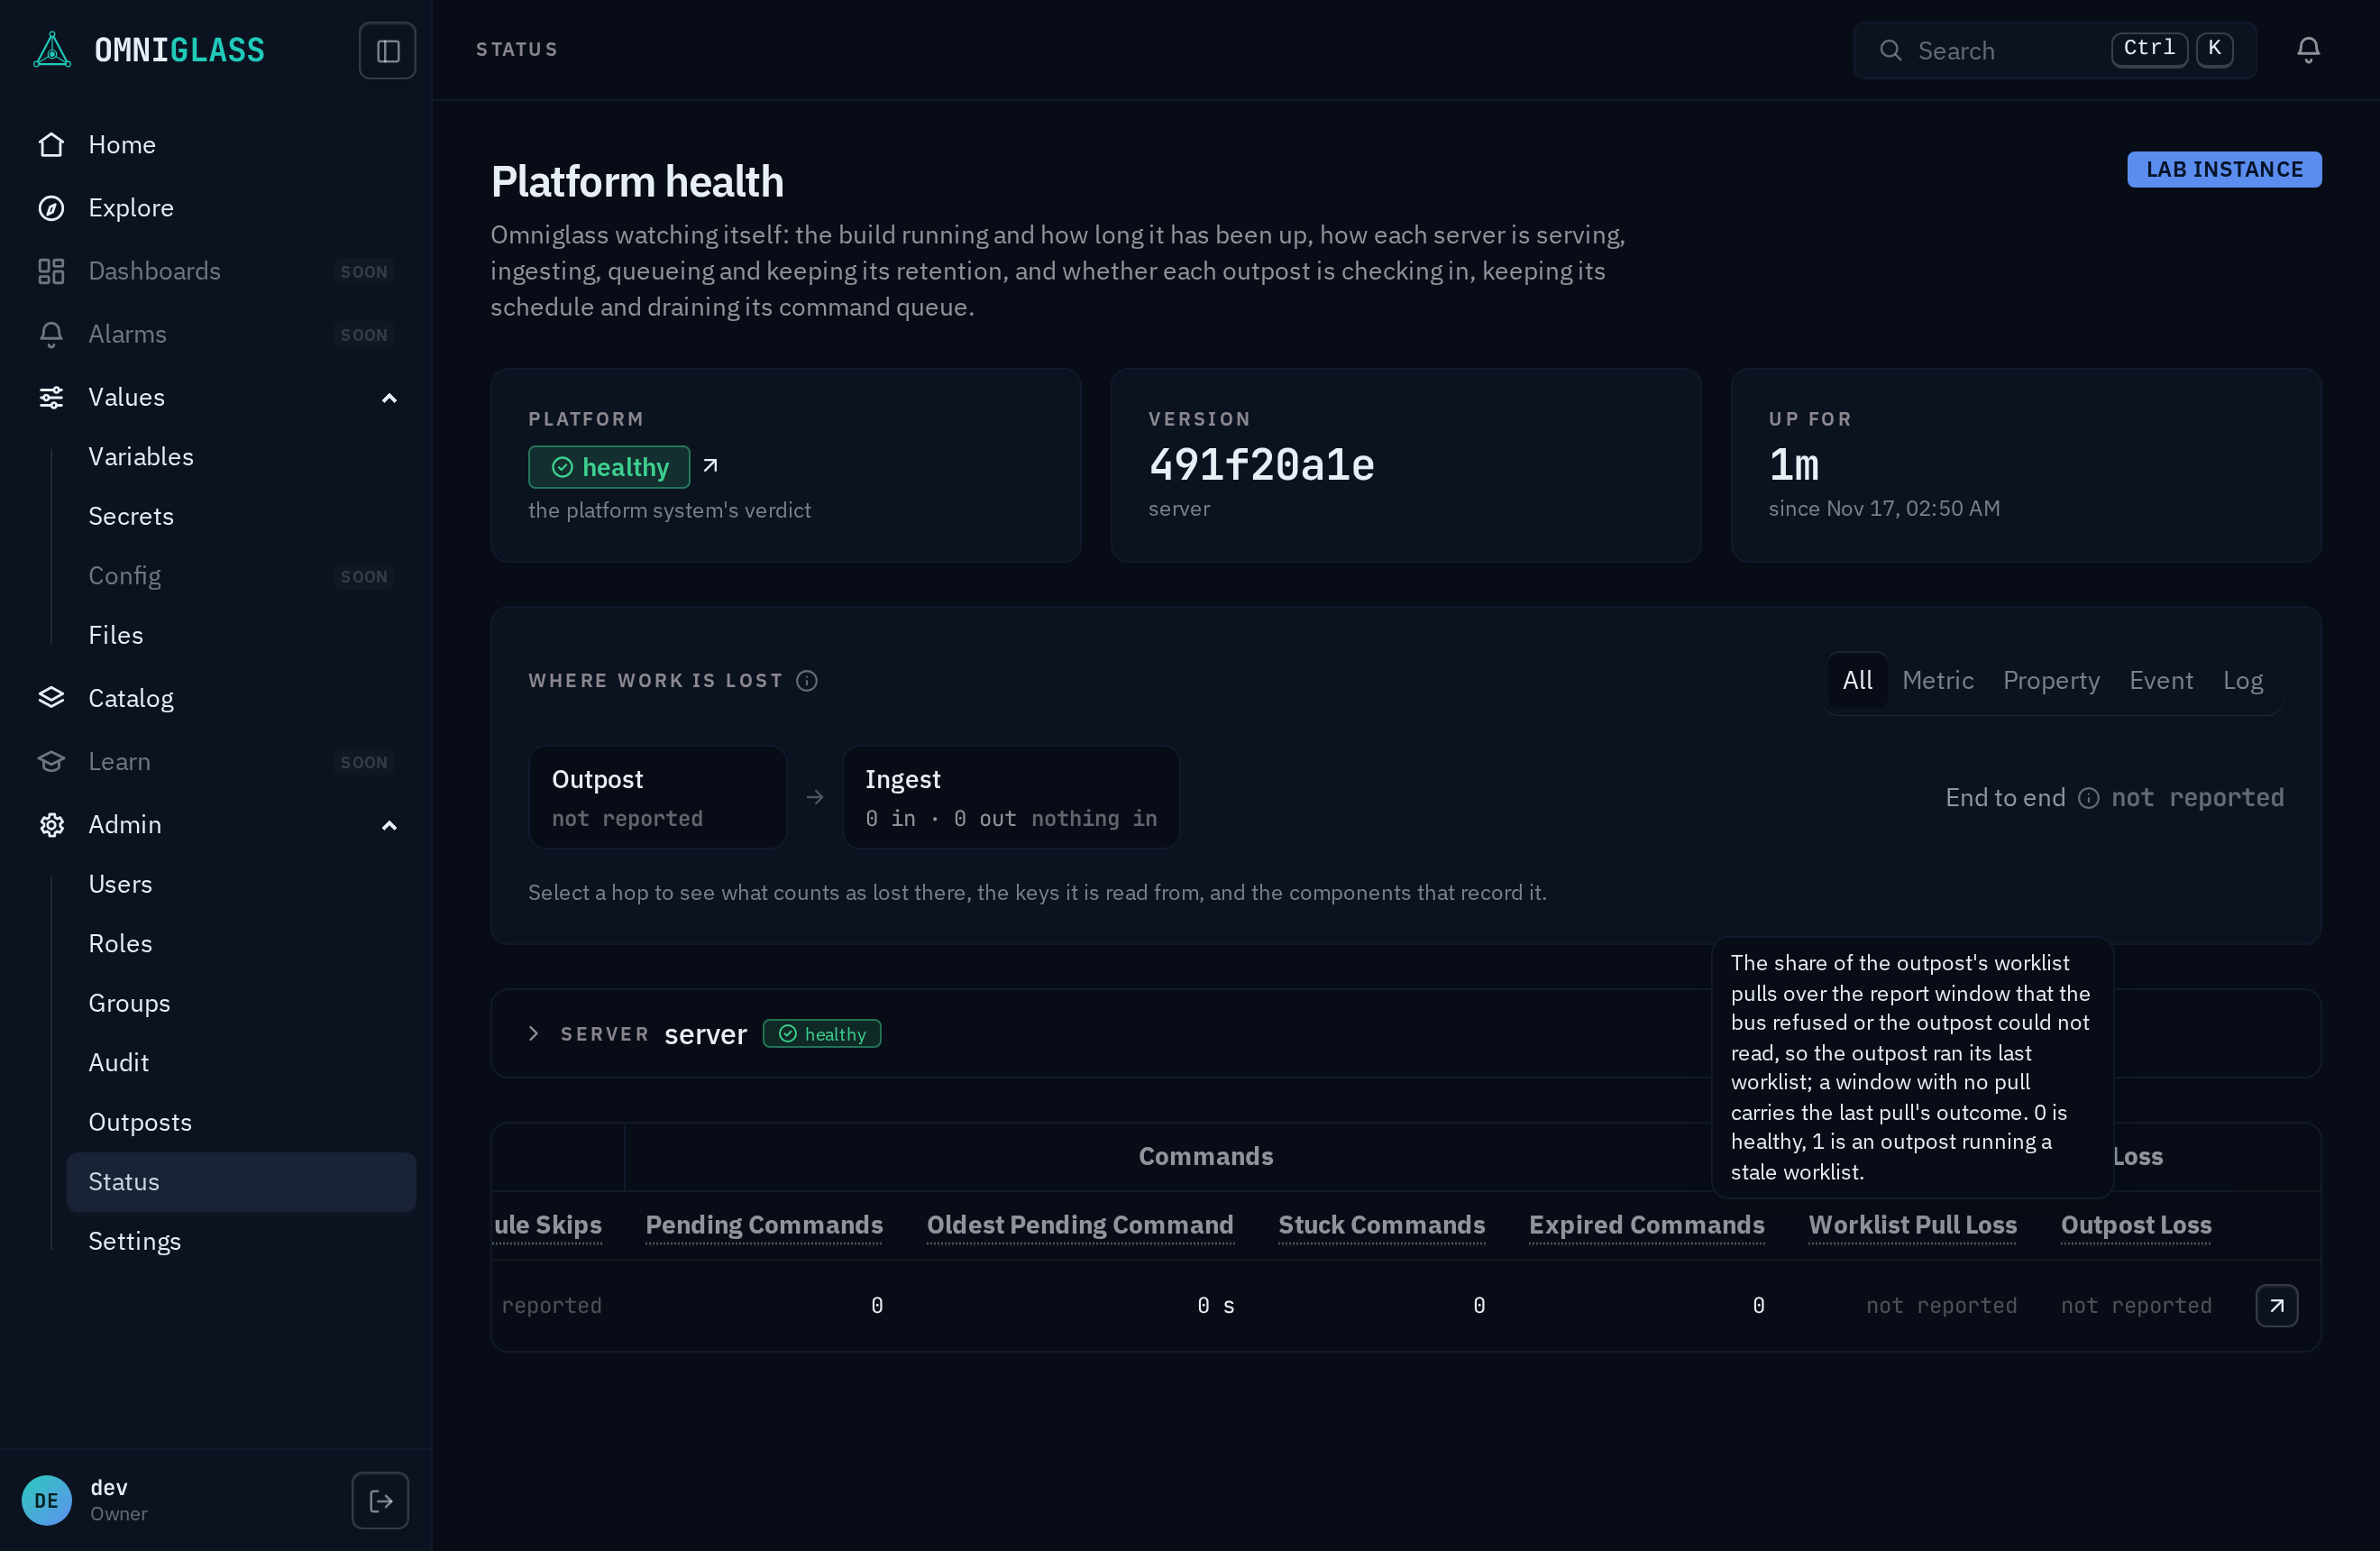 OMNIGLASS
STATUS
Search
Ctrl
K
Home
Explore
Dashboards
SOON
Alarms
SOON
Values
Variables
Secrets
Config
SOON
Files
Catalog
Learn
SOON
Admin
Users
Roles
Groups
Audit
Outposts
Status
Settings
DE
dev
Owner
Platform health
LAB INSTANCE
Omniglass watching itself: the build running and how long it has been up, how each server is serving,
ingesting, queueing and keeping its retention, and whether each outpost is checking in, keeping its
schedule and draining its command queue.
PLATFORM
healthy
the platform system's verdict
VERSION
491f20a1e
server
UP FOR
1m
since Nov 17, 02:50 AM
WHERE WORK IS LOST
All
Metric
Property
Event
Log
Outpost
not reported
Ingest
0 in · 0 out nothing in
End to end
not reported
Select a hop to see what counts as lost there, the keys it is read from, and the components that record it.
SERVER server healthy
The share of the outpost's worklist
pulls over the report window that the
bus refused or the outpost could not
read, so the outpost ran its last
worklist; a window with no pull
carries the last pull's outcome. 0 is
healthy, 1 is an outpost running a
stale worklist.
Commands
Loss
ule Skips
Pending Commands
Oldest Pending Command
Stuck Commands
Expired Commands
Worklist Pull Loss
Outpost Loss
reported
0
0 s
0
0
not reported
not reported